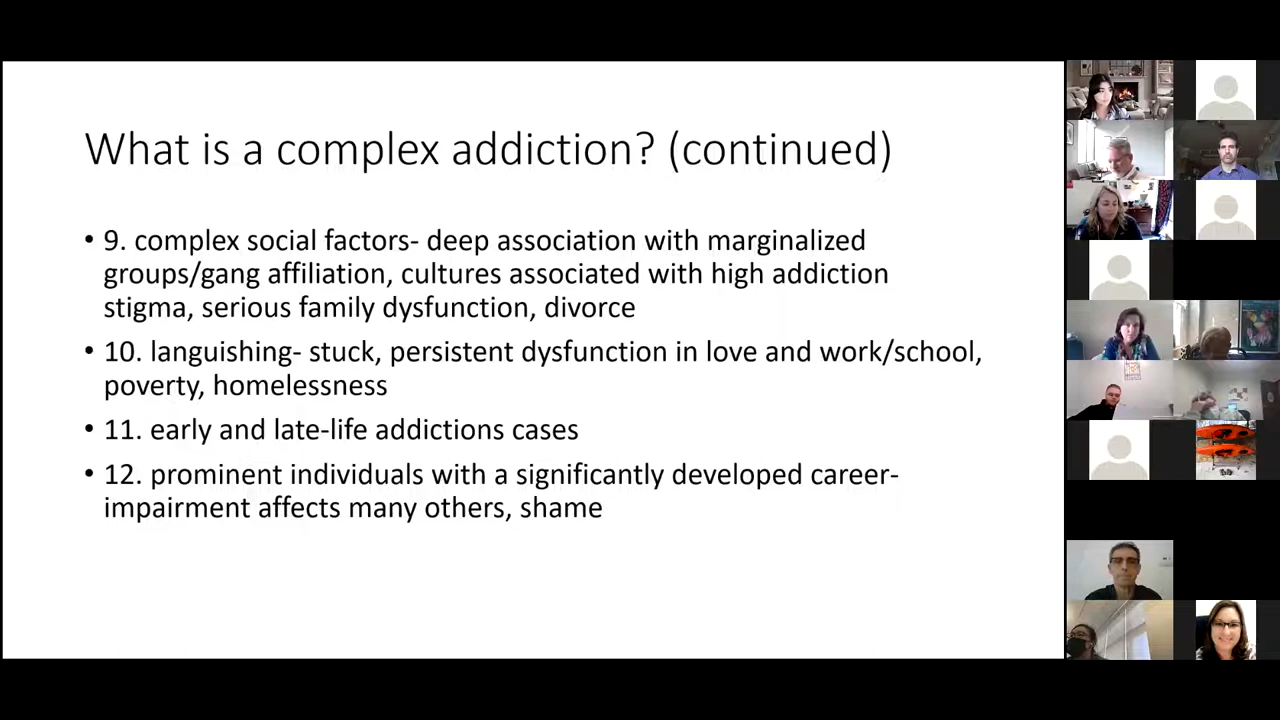 What is a complex addiction? (continued)
• 9. complex social factors- deep association with marginalized
groups/gang affiliation, cultures associated with high addiction
stigma, serious family dysfunction, divorce
• 10. languishing- stuck, persistent dysfunction in love and work/school,
poverty, homelessness
• 11. early and late-life addictions cases
• 12. prominent individuals with a significantly developed career-
impairment affects many others, shame